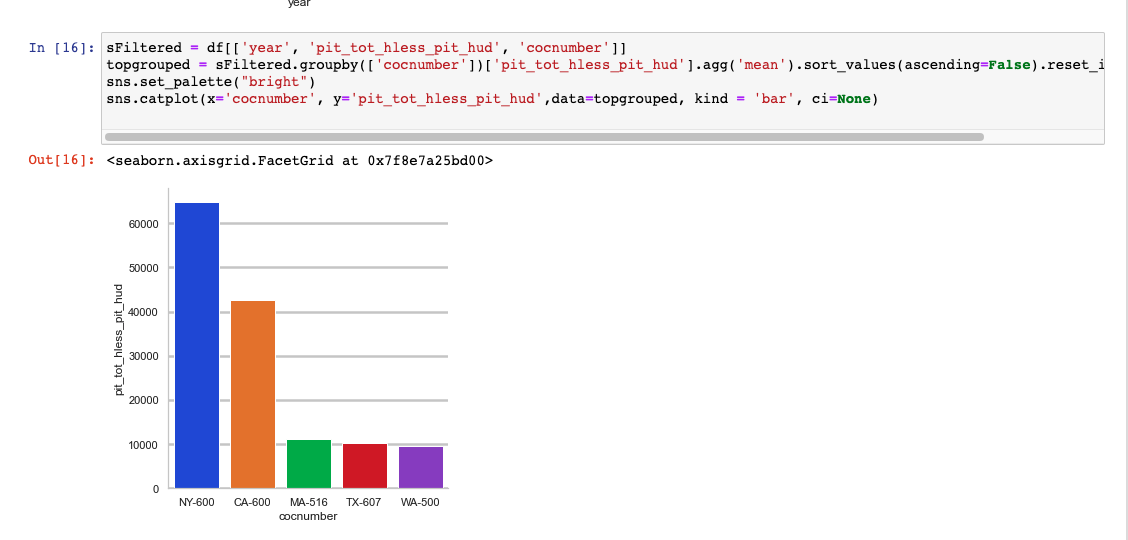 year
In [16]:
sFiltered = df[['year', 'pit_tot_hless_pit_hud', 'cocnumber']]
topgrouped = sFiltered.groupby(['cocnumber'])['pit_tot_hless_pit_hud'].agg('mean').sort_values(ascending=False).reset_i
sns.set_palette("bright")
sns.catplot(x='cocnumber', y='pit_tot_hless_pit_hud',data=topgrouped, kind = 'bar', ci=None)
Out[16]: <seaborn.axisgrid.FacetGrid at 0x7f8e7a25bd00>
pit_tot_hless_pit_hud
60000
50000
40000
30000
20000
10000
0
NY-600 CA-600 MA-516 TX-607 WA-500
cocnumber